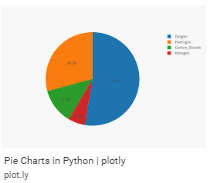 Oxygen
Hydrogen
Carbon_Dioxide
Nitrogen
Pie Charts in Python | plotly
plot.ly